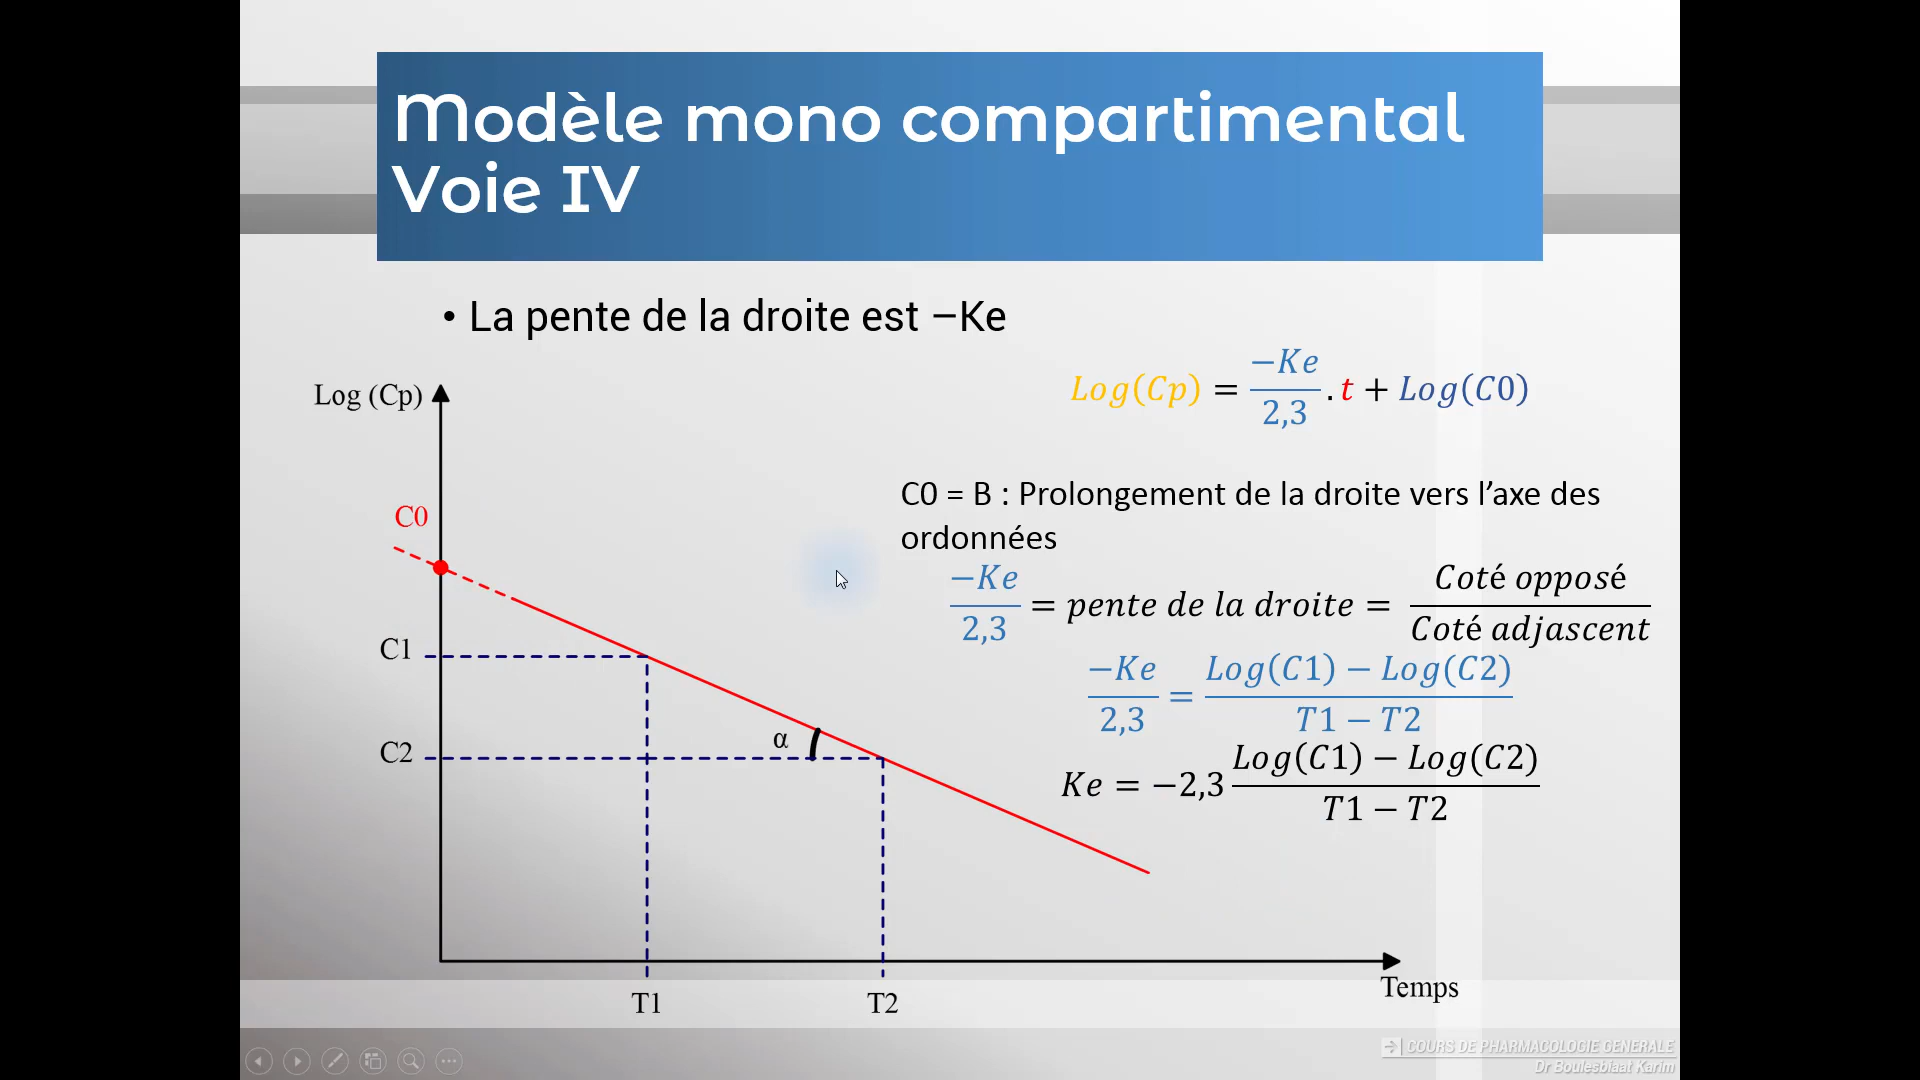 Modèle mono compartimental
Voie IV
• La pente de la droite est –Ke
Log(Cp) = −Ke/2,3 . t + Log(C0)
C0 = B : Prolongement de la droite vers l’axe des
ordonnées
−Ke/2,3 = pente de la droite = Coté opposé/Coté adjascent
−Ke/2,3 = Log(C1) − Log(C2)/T1 − T2
Ke = −2,3 Log(C1) − Log(C2)/T1 − T2
Log (Cp)
C0
C1
α
C2
Temps
T1
T2
COURS DE PHARMACOLOGIE GENERALE
Dr Boulesblaat Karim